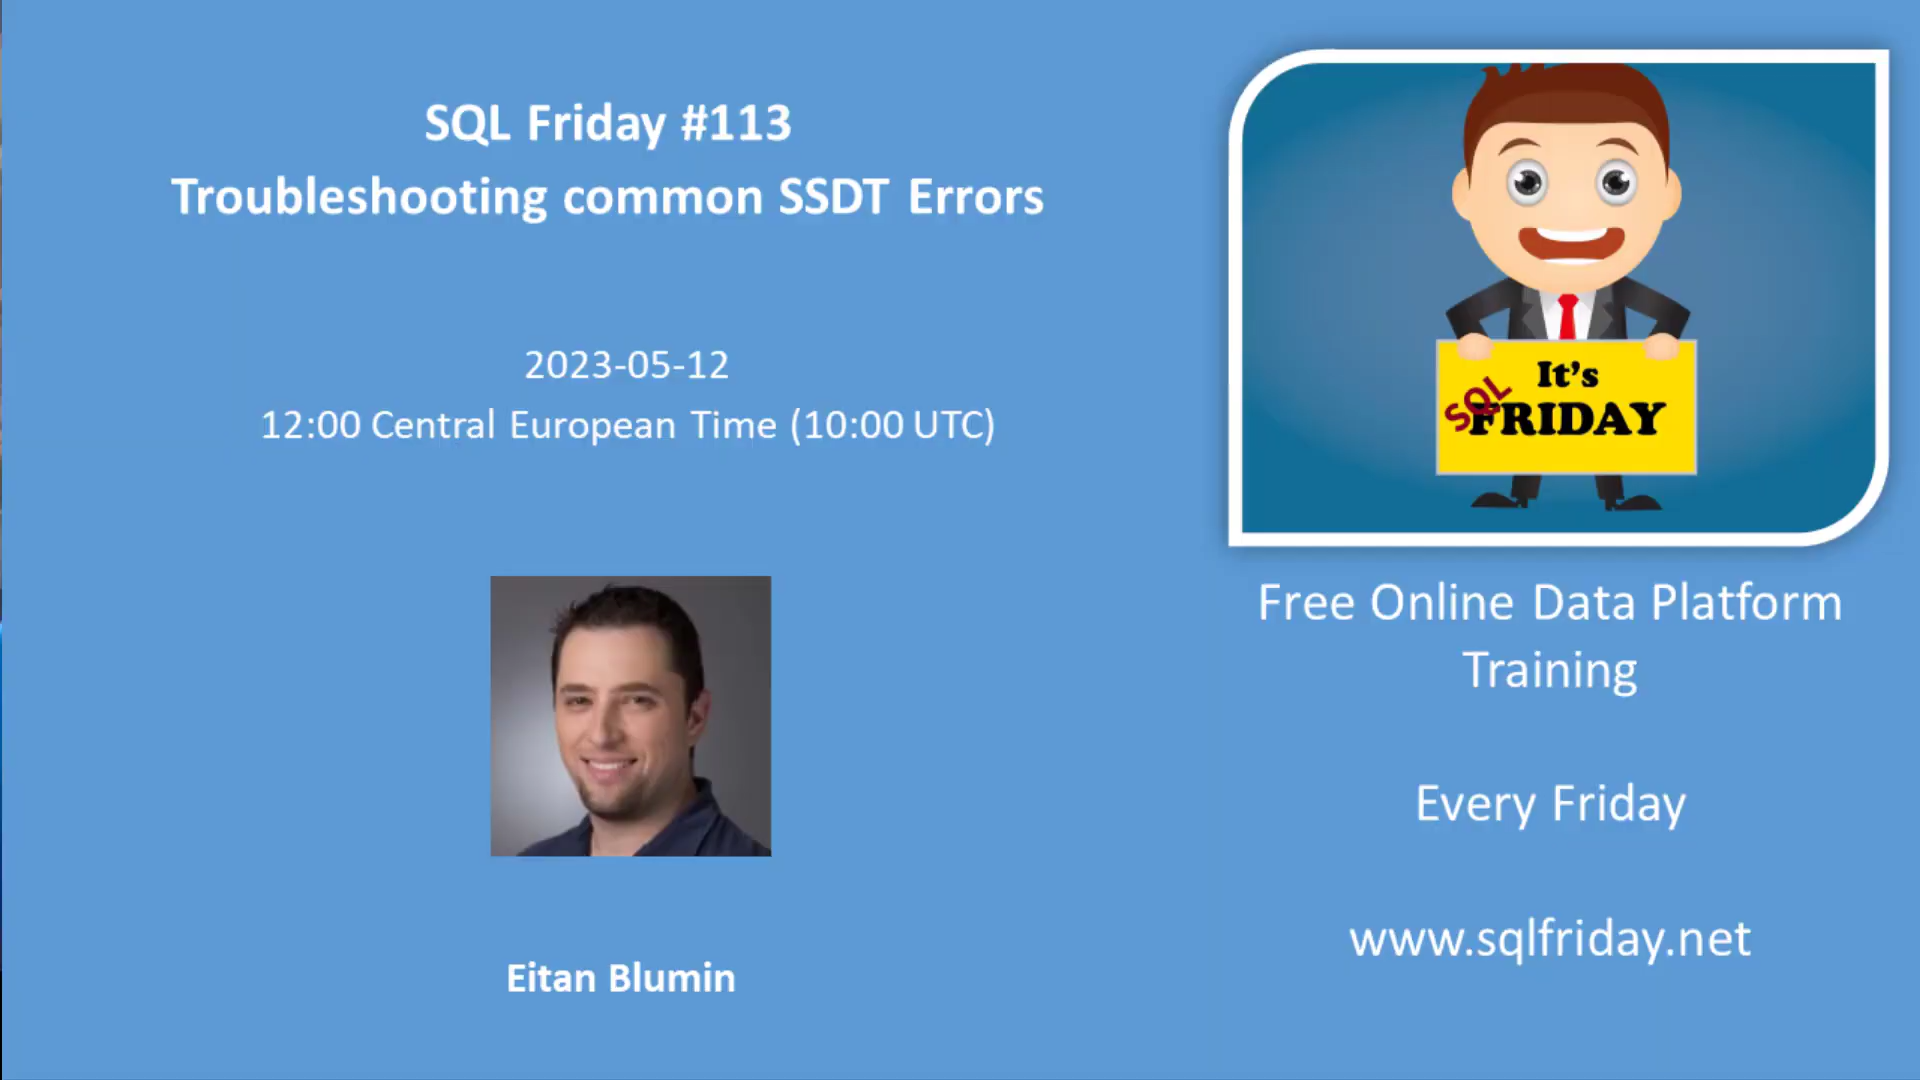 SQL Friday #113
Troubleshooting common SSDT Errors
2023-05-12
12:00 Central European Time (10:00 UTC)
Eitan Blumin
It's
SQL
FRIDAY
Free Online Data Platform
Training
Every Friday
www.sqlfriday.net